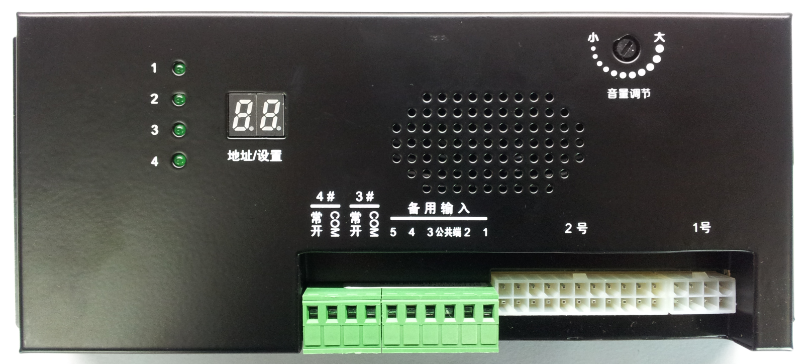 小 大
音量调节
1
2
3
4
8.8.
地址/设置
4# 3#
常开 COM 常开 COM
备用输入
5 4 3 公共端 2 1
2号 1号